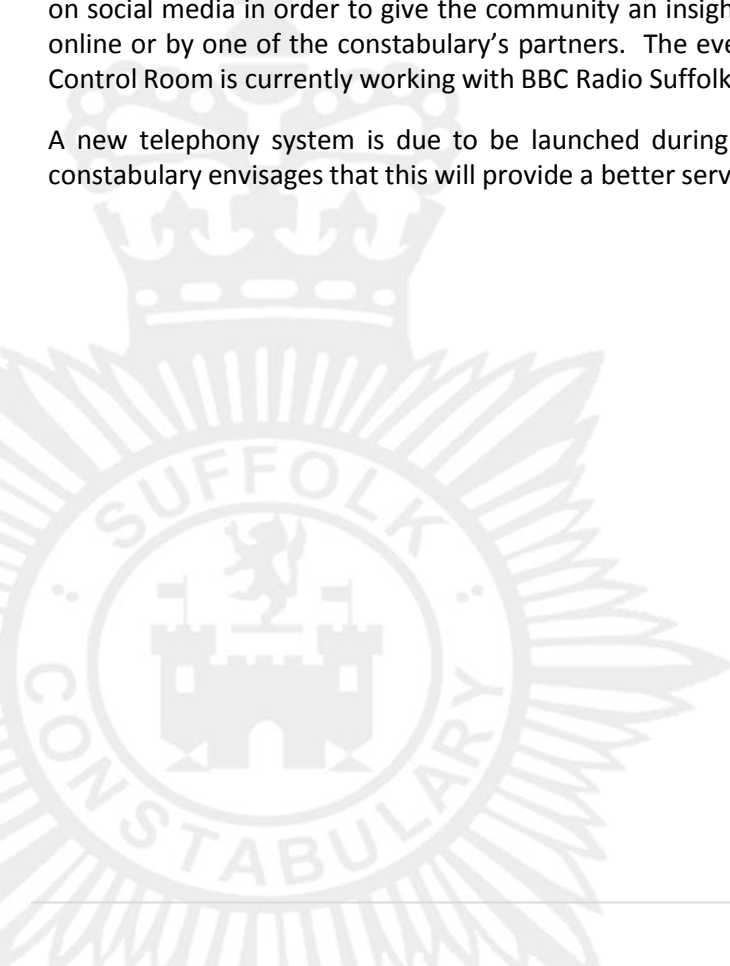 on social media in order to give the community an insigh
online or by one of the constabulary’s partners.  The eve
Control Room is currently working with BBC Radio Suffolk
A new telephony system is due to be launched during
constabulary envisages that this will provide a better serv
SUFFOLK
CONSTABULARY